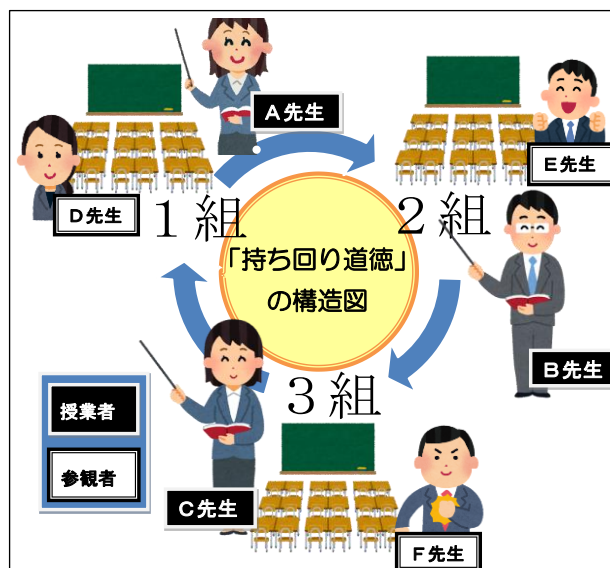 A先生
D先生
1組
E先生
2組
「持ち回り道徳」
の構造図
B先生
3組
授業者
参観者
C先生
F先生